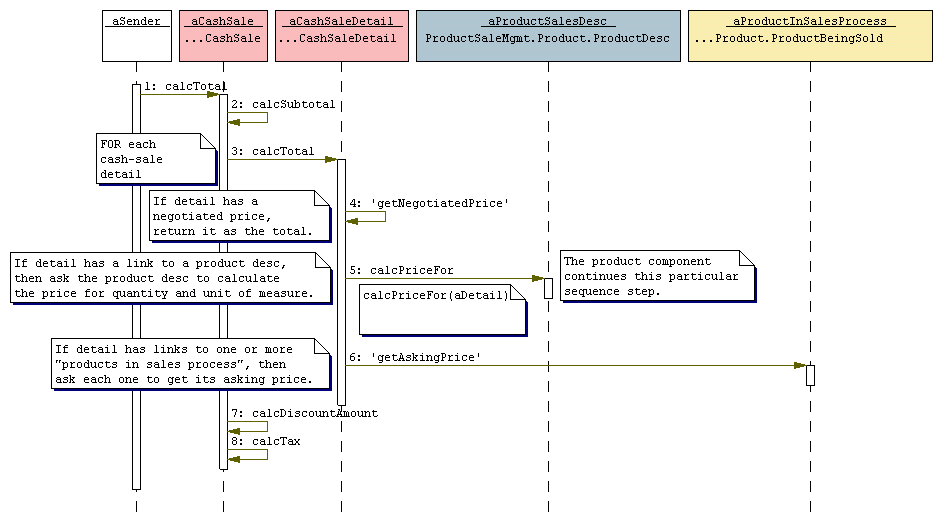 aSender
aCashSale
...CashSale
aCashSaleDetail
...CashSaleDetail
aProductSalesDesc
ProductSaleMgmt.Product.ProductDesc
aProductInSalesProcess
...Product.ProductBeingSold
1: calcTotal
2: calcSubtotal
FOR each
cash-sale
detail
3: calcTotal
If detail has a
negotiated price,
return it as the total.
4: 'getNegotiatedPrice'
If detail has a link to a product desc,
then ask the product desc to calculate
the price for quantity and unit of measure.
5: calcPriceFor
The product component
continues this particular
sequence step.
calcPriceFor(aDetail)
If detail has links to one or more
"products in sales process", then
ask each one to get its asking price.
6: 'getAskingPrice'
7: calcDiscountAmount
8: calcTax